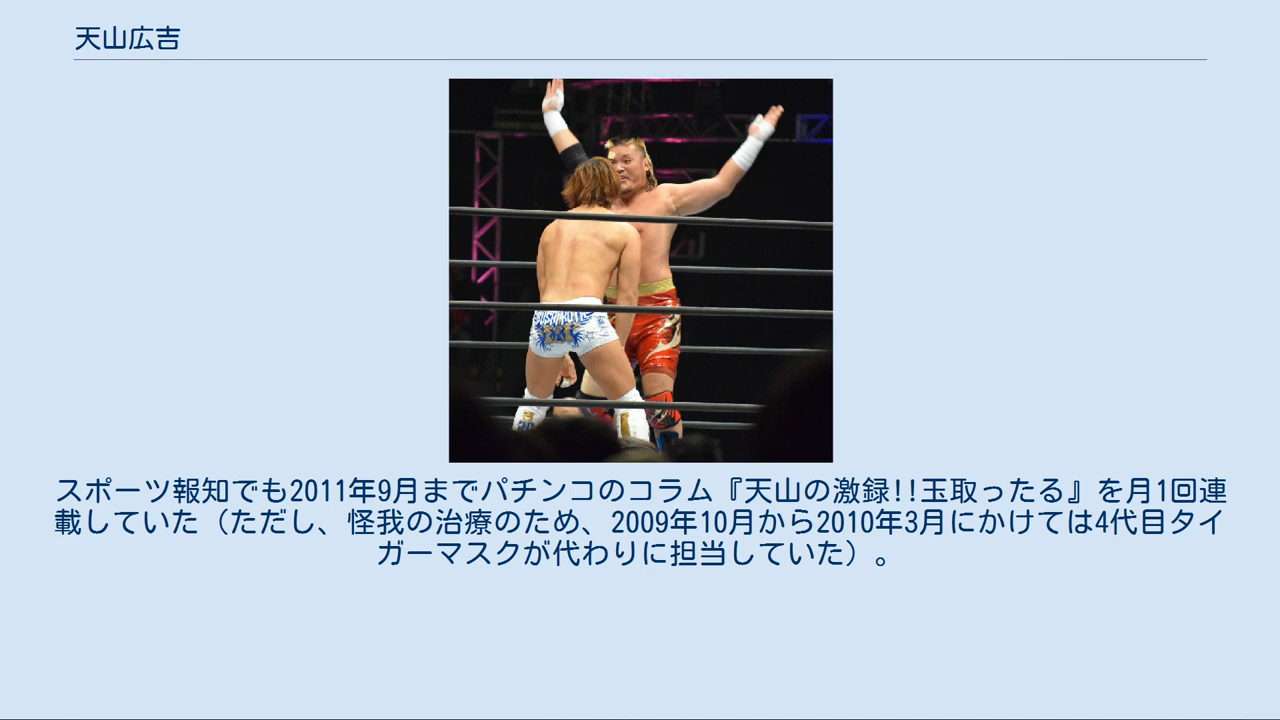 天山広吉
スポーツ報知でも2011年9月までパチンコのコラム『天山の激録!!玉取ったる』を月1回連
載していた（ただし、怪我の治療のため、2009年10月から2010年3月にかけては4代目タイ
ガーマスクが代わりに担当していた）。